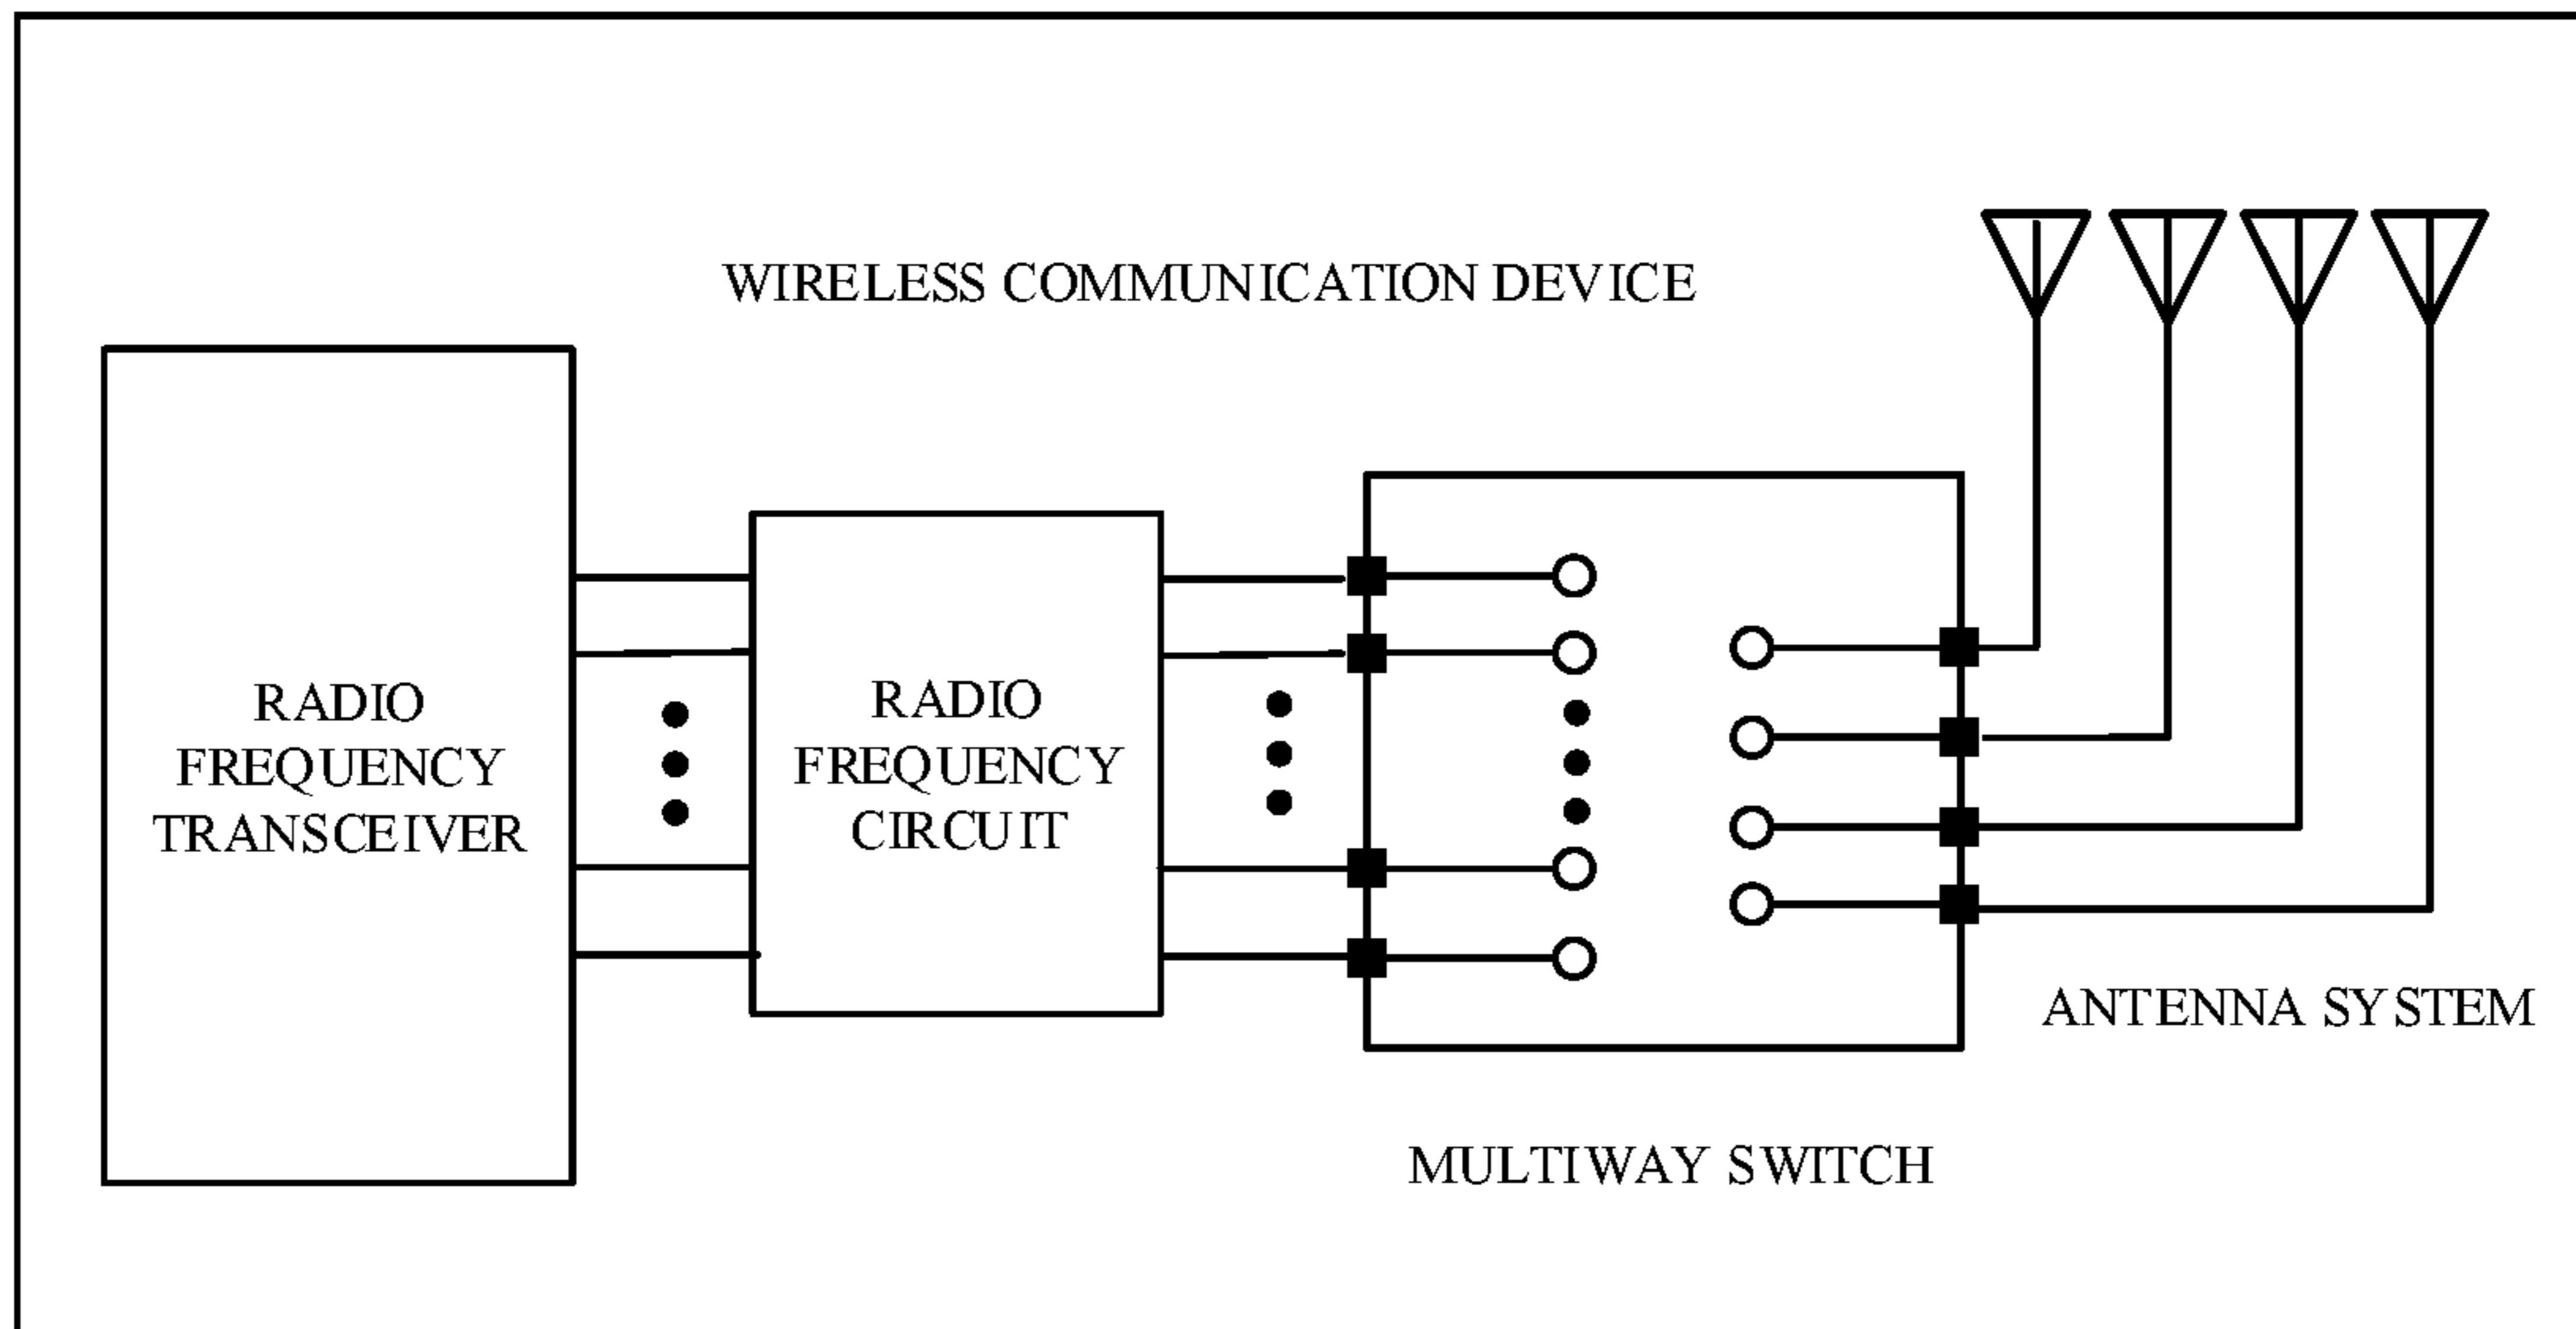 WIRELESS COMMUNICATION DEVICE
RADIO
FREQUENCY
TRANSCEIVER
RADIO
FREQUENCY
CIRCUIT
ANTENNA SYSTEM
MULTIWAY SWITCH